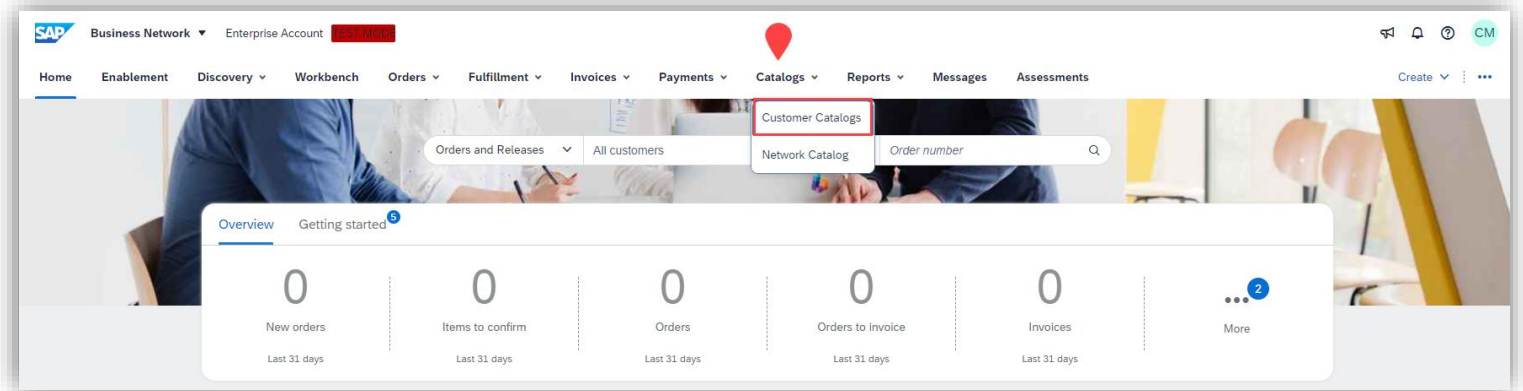 SAP Business Network Enterprise Account TEST MODE CM
Home Enablement Discovery Workbench Orders Fulfillment Invoices Payments Catalogs Reports Messages Assessments Create
Customer Catalogs
Orders and Releases All customers Order number
Network Catalog
Overview Getting started 5
0 0 0 0 0 ... 2
New orders Items to confirm Orders Orders to invoice Invoices More
Last 31 days Last 31 days Last 31 days Last 31 days Last 31 days